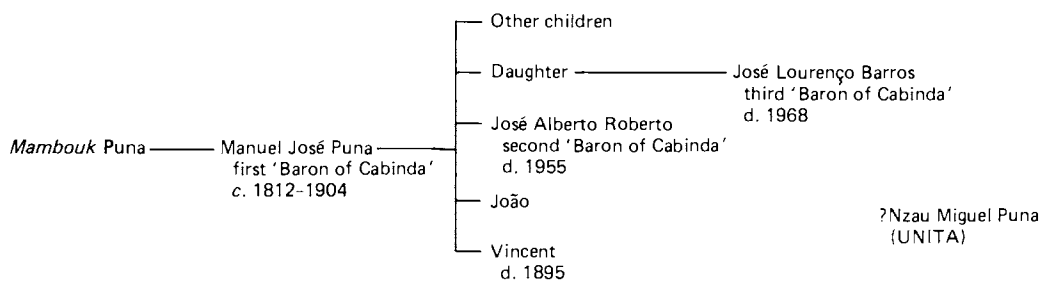 Other children
Daughter
José Lourenço Barros
third 'Baron of Cabinda'
d. 1968
Mambouk Puna
Manuel José Puna
first 'Baron of Cabinda'
c. 1812-1904
José Alberto Roberto
second 'Baron of Cabinda'
d. 1955
João
?Nzau Miguel Puna
(UNITA)
Vincent
d. 1895